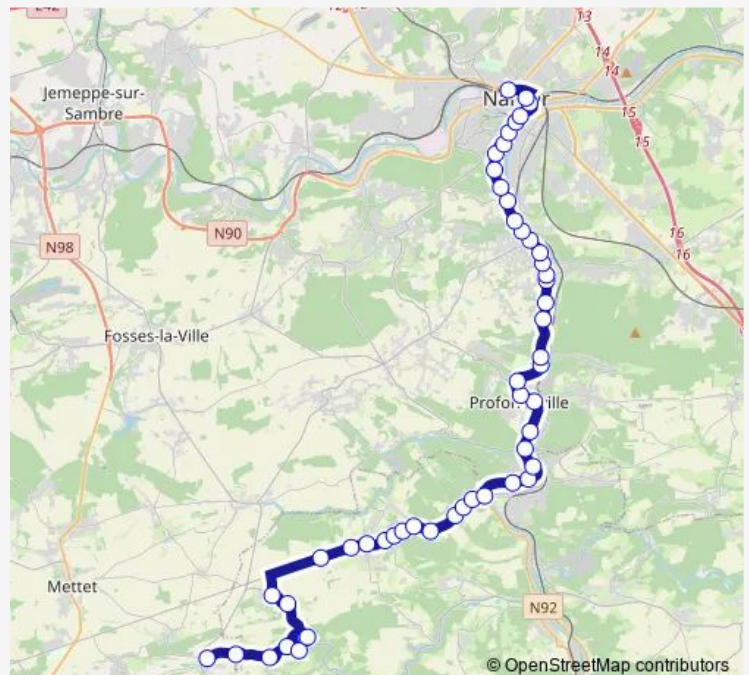 E42
12
13
14
14
Jemeppe-sur-
Sambre
15
15
N90
N98
16
16
Fosses-la-Ville
Mettet
N92
© OpenStreetMap contributors